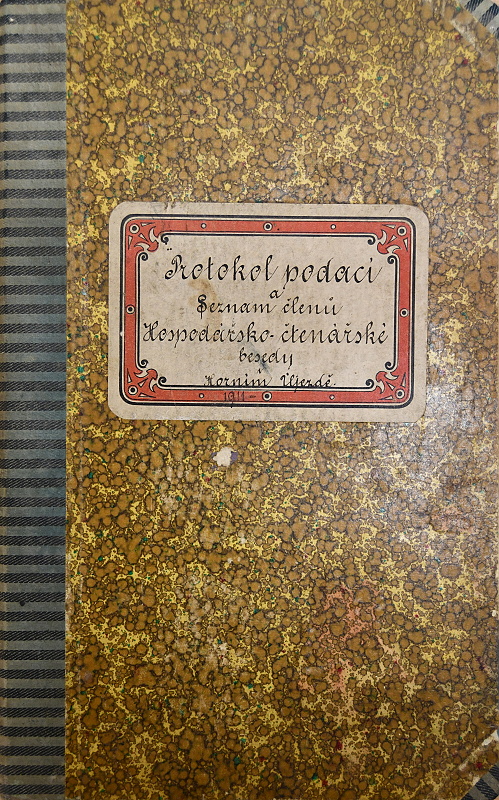 Protokol podací
a
Seznam členů
Hospodářsko-čtenářské
besedy
v
Horním Újezdě.
1911-